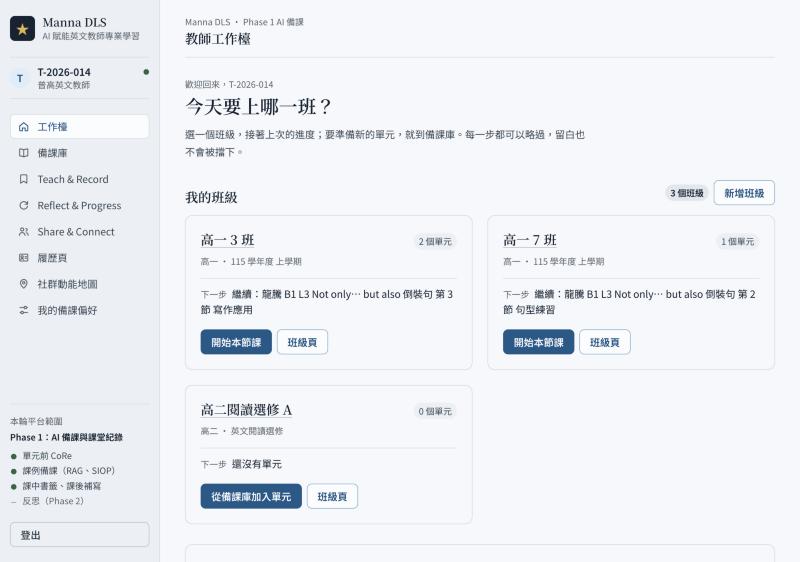 Manna DLS
AI 賦能英文教師專業學習
T
T-2026-014
普高英文教師
工作檯
備課庫
Teach & Record
Reflect & Progress
Share & Connect
履歷頁
社群動能地圖
我的備課偏好
本輪平台範圍
Phase 1：AI 備課與課堂紀錄
單元前 CoRe
課例備課（RAG、SIOP）
課中書籤、課後補寫
– 反思（Phase 2）
登出
Manna DLS ・ Phase 1 AI 備課
教師工作檯
歡迎回來，T-2026-014
今天要上哪一班？
選一個班級，接著上次的進度；要準備新的單元，就到備課庫。每一步都可以略過，留白也
不會被擋下。
我的班級
3 個班級
新增班級
高一 3 班
2 個單元
高一 ・ 115 學年度 上學期
下一步 繼續：龍騰 B1 L3 Not only⋯ but also 倒裝句 第 3
節 寫作應用
開始本節課
班級頁
高一 7 班
1 個單元
高一 ・ 115 學年度 上學期
下一步 繼續：龍騰 B1 L3 Not only⋯ but also 倒裝句 第 2
節 句型練習
開始本節課
班級頁
高二閱讀選修 A
0 個單元
高二 ・ 英文閱讀選修
下一步 還沒有單元
從備課庫加入單元
班級頁